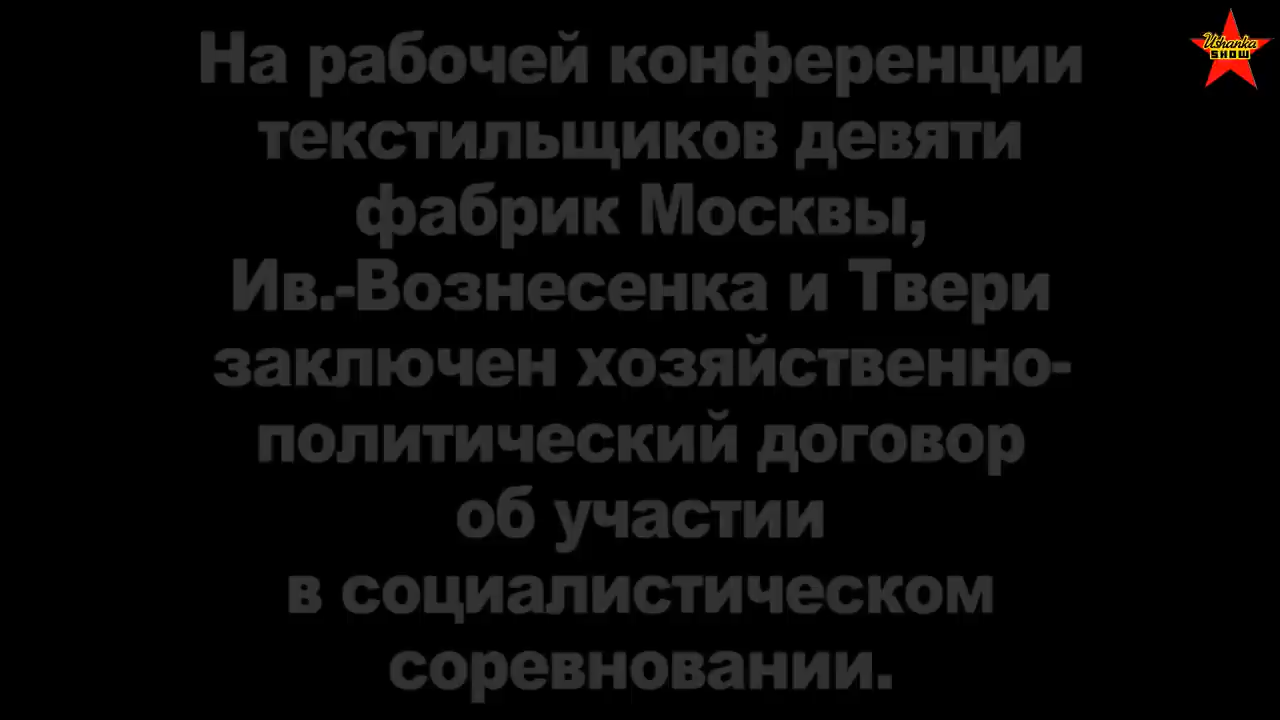 Ushanka
SHOW
На рабочей конференции
текстильщиков девяти
фабрик Москвы,
Ив.-Вознесенка и Твери
заключен хозяйственно-
политический договор
об участии
в социалистическом
соревновании.